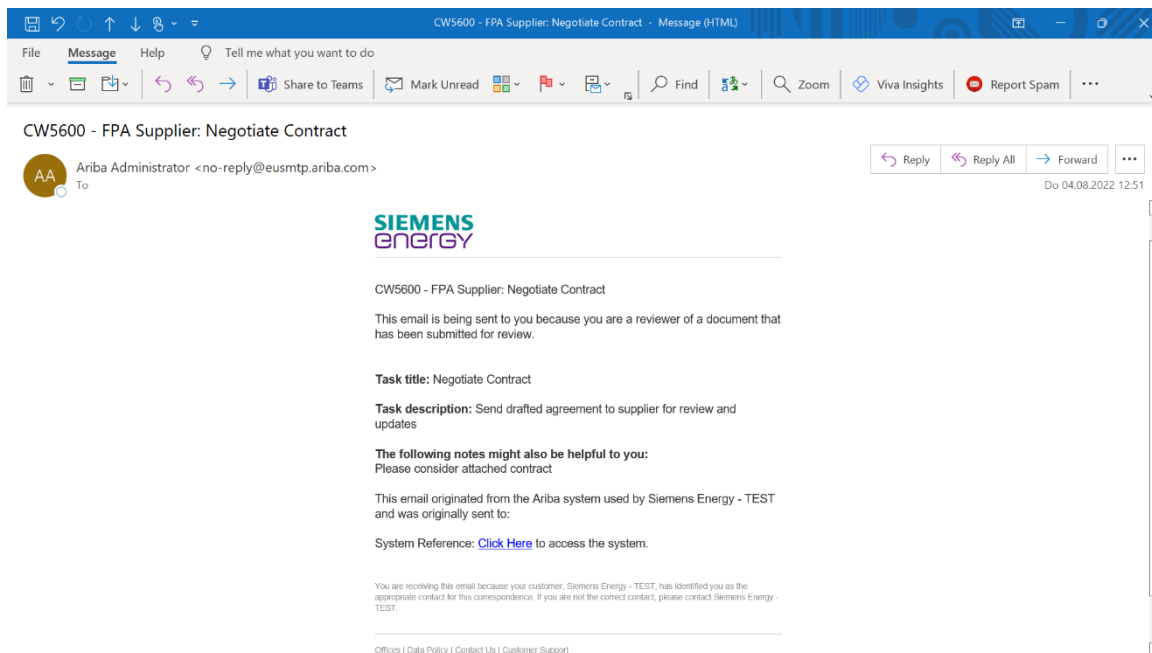 CW5600 - FPA Supplier: Negotiate Contract - Message (HTML)
File Message Help Tell me what you want to do
Share to Teams Mark Unread Find Zoom Viva Insights Report Spam
CW5600 - FPA Supplier: Negotiate Contract
Reply Reply All Forward
AA Ariba Administrator <no-reply@eusmtp.ariba.com>
To
Do 04.08.2022 12:51
SIEMENS
energy
CW5600 - FPA Supplier: Negotiate Contract
This email is being sent to you because you are a reviewer of a document that
has been submitted for review.
Task title: Negotiate Contract
Task description: Send drafted agreement to supplier for review and
updates
The following notes might also be helpful to you:
Please consider attached contract
This email originated from the Ariba system used by Siemens Energy - TEST
and was originally sent to:
System Reference: Click Here to access the system.
You are receiving this email because your customer, Siemens Energy - TEST, has identified you as the
appropriate contact for this correspondence. If you are not the correct contact, please contact Siemens Energy -
TEST.
Offices | Data Policy | Contact Us | Customer Support